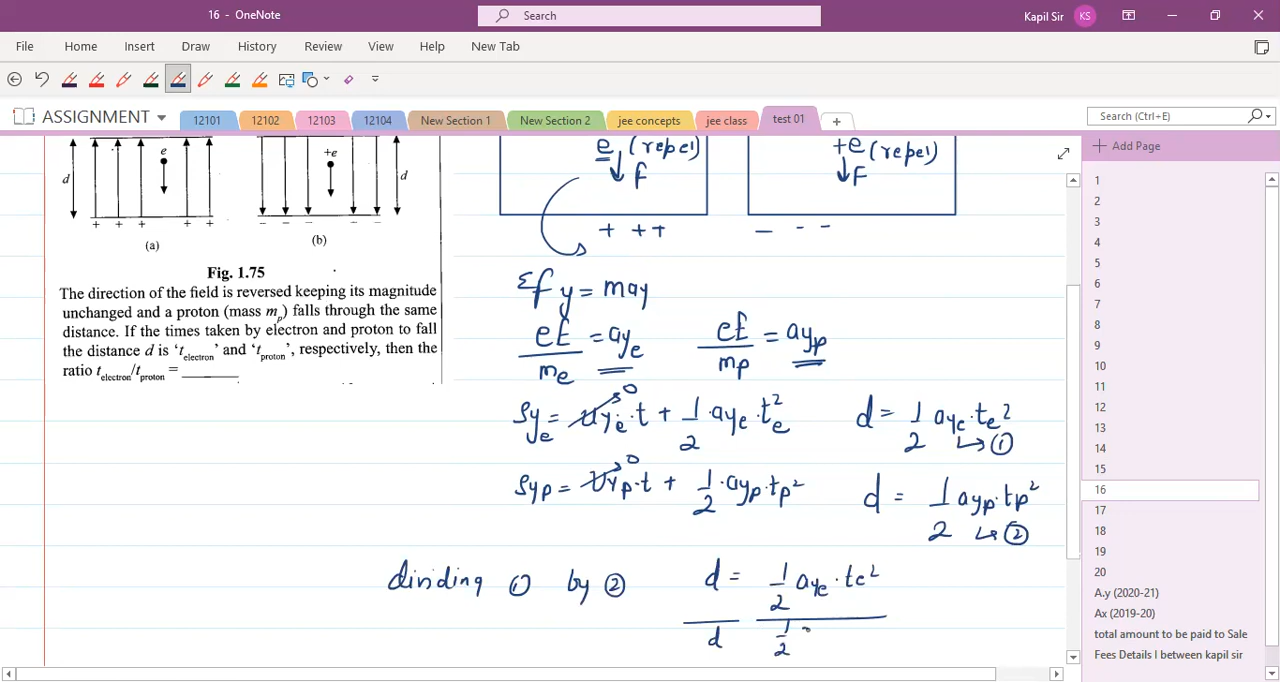 16 - OneNote
Search
Kapil Sir
KS
File Home Insert Draw History Review View Help New Tab
ASSIGNMENT
12101 12102 12103 12104 New Section 1 New Section 2 jee concepts jee class test 01 +
Search (Ctrl+E)
Add Page
1
2
3
4
5
6
7
8
9
10
11
12
13
14
15
16
17
18
19
20
A.y (2020-21)
Ax (2019-20)
total amount to be paid to Sale
Fees Details I between kapil sir
d e +e d
+ + + + +
− − − − −
(a) (b)
Fig. 1.75
The direction of the field is reversed keeping its magnitude
unchanged and a proton (mass mp) falls through the same
distance. If the times taken by electron and proton to fall
the distance d is ‘telectron’ and ‘tproton’, respectively, then the
ratio telectron/tproton = ________
e (repel) +e (repel)
↓F ↓F
+ + + − - -
Σfy = may
eE/me = aye eE/mp = ayp
Sye = uye·t + 1/2·aye·te² d = 1/2 aye·te² ↳①
Syp = uyp·t + 1/2·ayp·tp² d = 1/2 ayp·tp² ↳②
dividing ① by ② d = 1/2 aye·te²
d 1/2